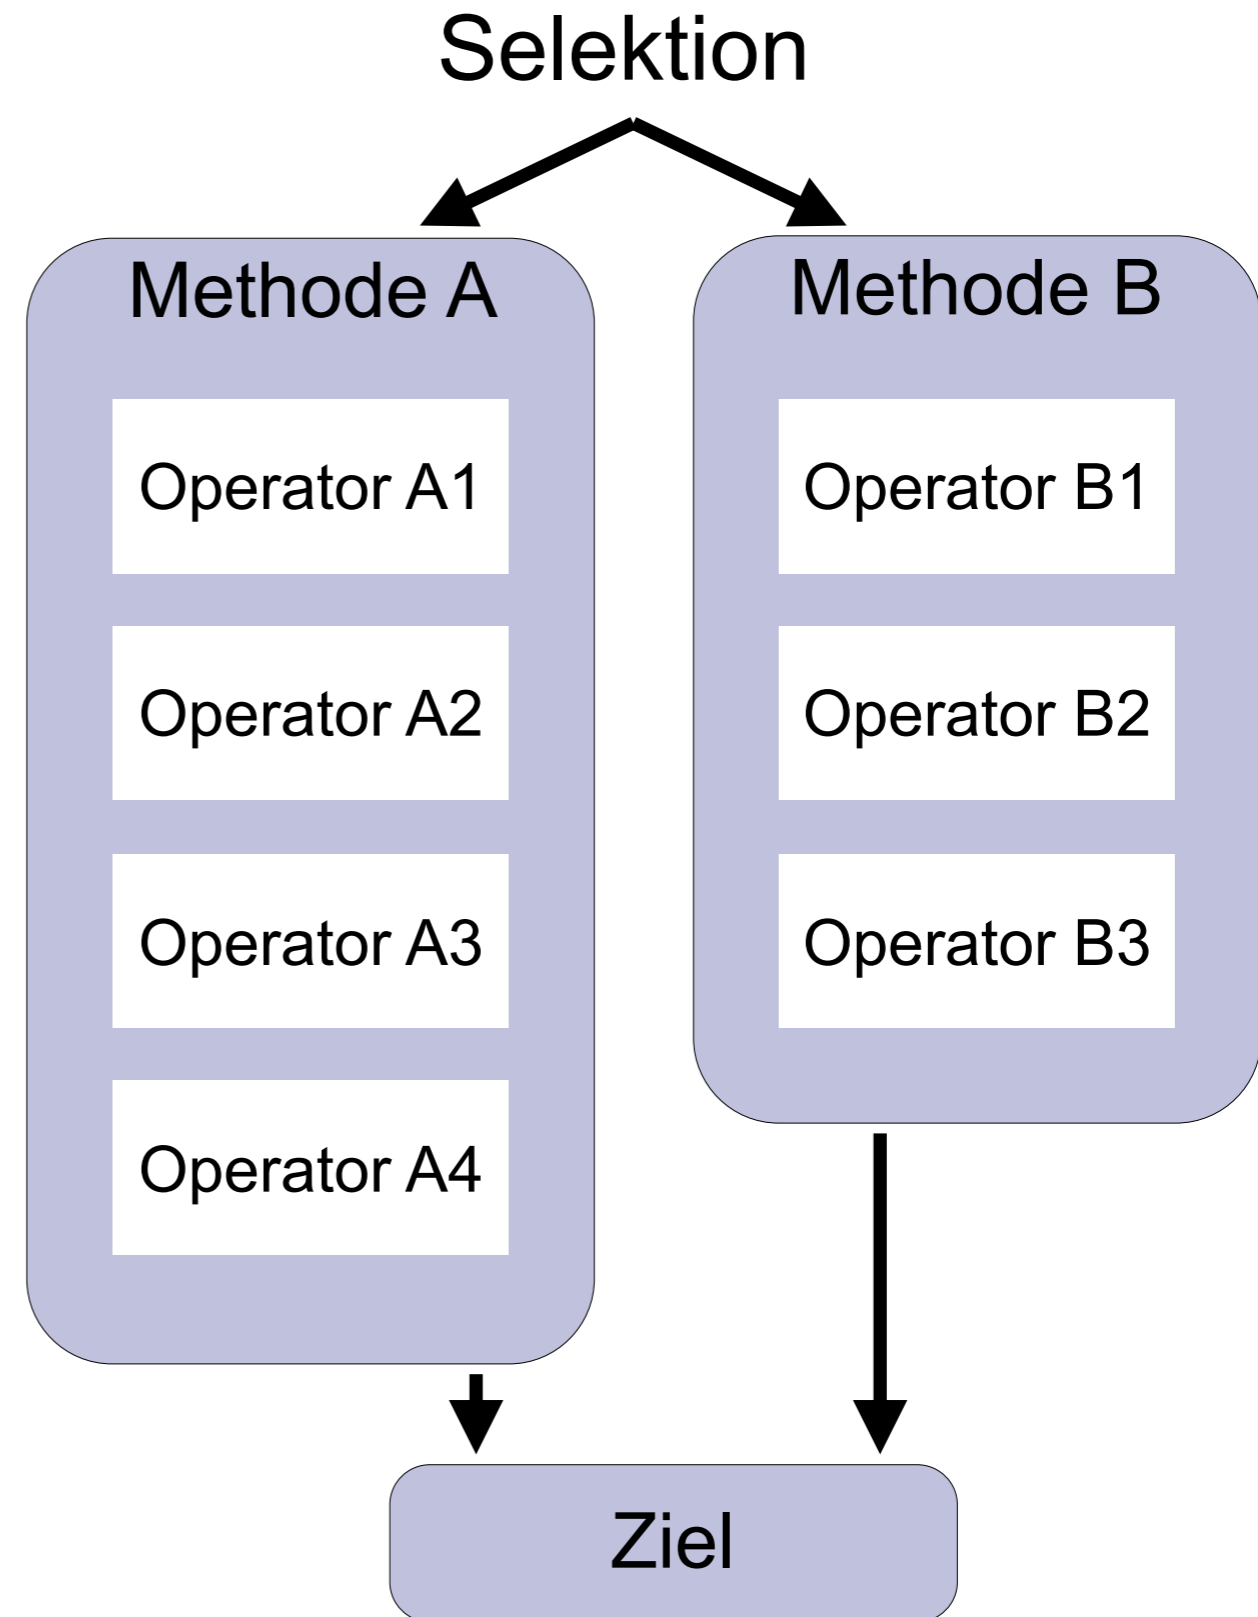 Selektion
Methode A
Operator A1
Operator A2
Operator A3
Operator A4
Methode B
Operator B1
Operator B2
Operator B3
Ziel